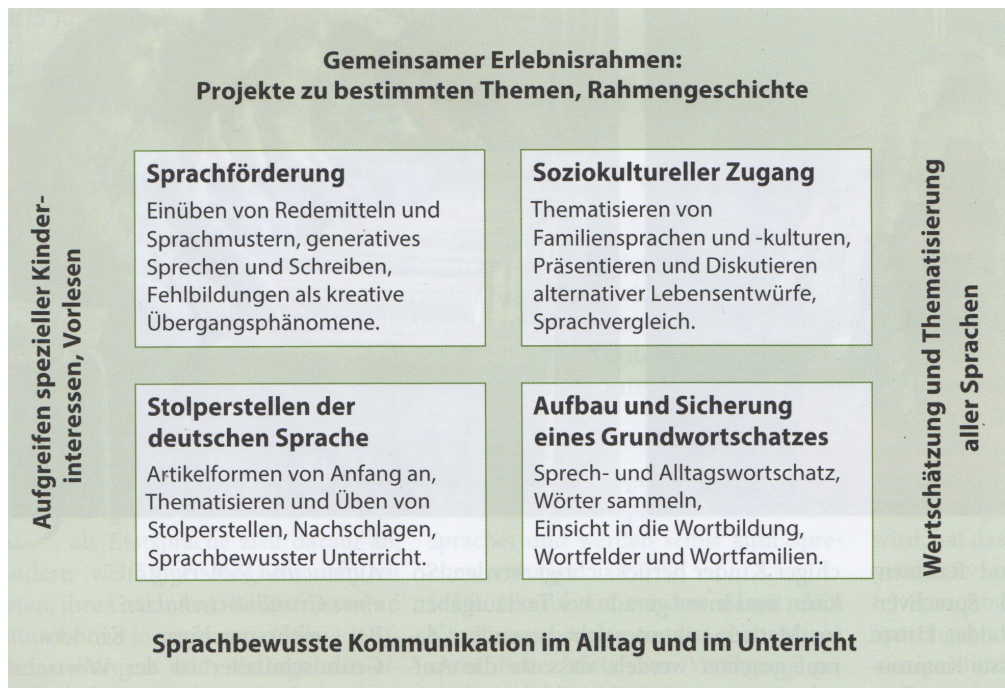 Gemeinsamer Erlebnisrahmen:
Projekte zu bestimmten Themen, Rahmengeschichte
Aufgreifen spezieller Kinder-
interessen, Vorlesen
Sprachförderung
Einüben von Redemitteln und
Sprachmustern, generatives
Sprechen und Schreiben,
Fehlbildungen als kreative
Übergangsphänomene.
Soziokultureller Zugang
Thematisieren von
Familiensprachen und -kulturen,
Präsentieren und Diskutieren
alternativer Lebensentwürfe,
Sprachvergleich.
Stolperstellen der
deutschen Sprache
Artikelformen von Anfang an,
Thematisieren und Üben von
Stolperstellen, Nachschlagen,
sprachbewusster Unterricht.
Aufbau und Sicherung
eines Grundwortschatzes
Sprech- und Alltagswortschatz,
Wörter sammeln,
Einsicht in die Wortbildung,
Wortfelder und Wortfamilien.
Wertschätzung und Thematisierung
aller Sprachen
Sprachbewusste Kommunikation im Alltag und im Unterricht